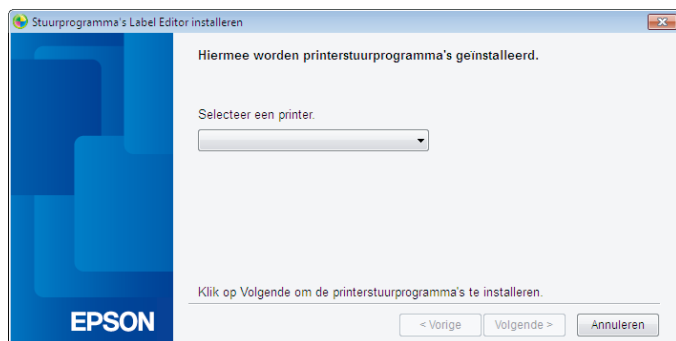 Stuurprogramma's Label Editor installeren
Hiermee worden printerstuurprogramma's geïnstalleerd.
Selecteer een printer.
Klik op Volgende om de printerstuurprogramma's te installeren.
EPSON
< Vorige
Volgende >
Annuleren